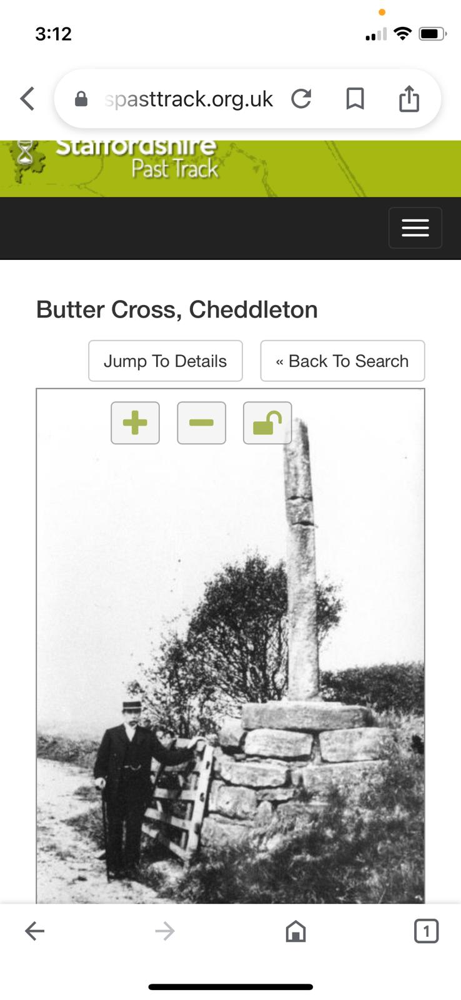 3:12
spasttrack.org.uk
Staffordshire
Past Track
Butter Cross, Cheddleton
Jump To Details
« Back To Search
1